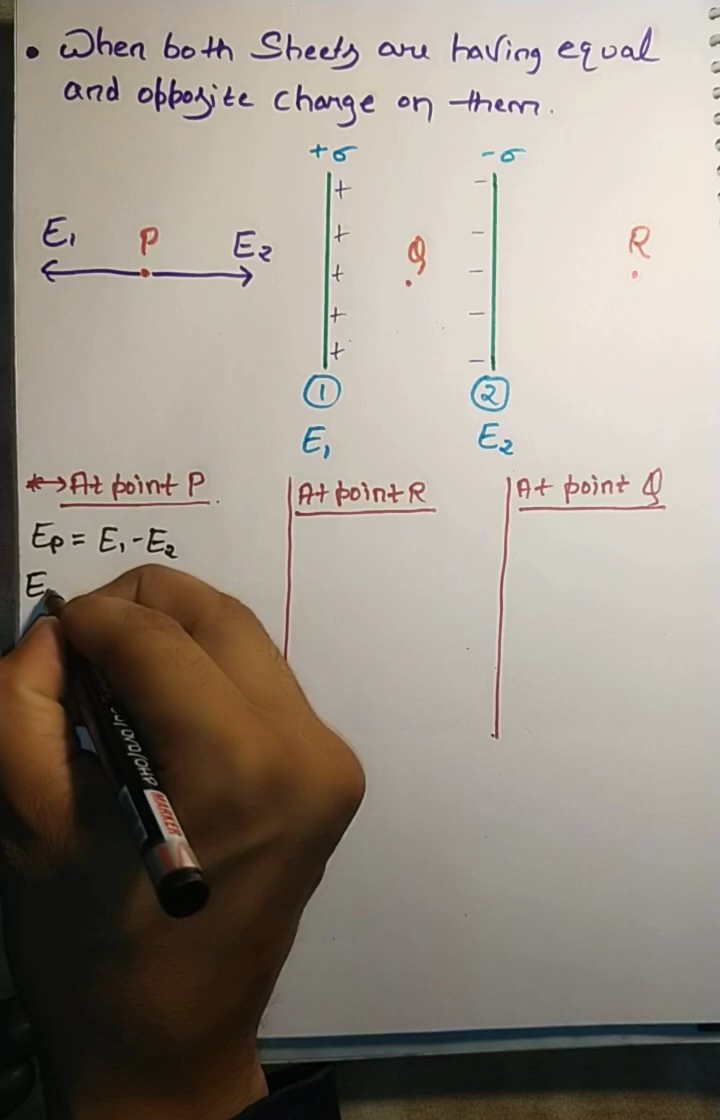 • When both Sheets are having equal
and opposite charge on them.
+σ -σ
E₁ P E₂ + + + + + Q - - - - - R
① ②
E₁ E₂
↔ At point P
At point R
At point Q
Eₚ = E₁ - E₂
E
MARKER